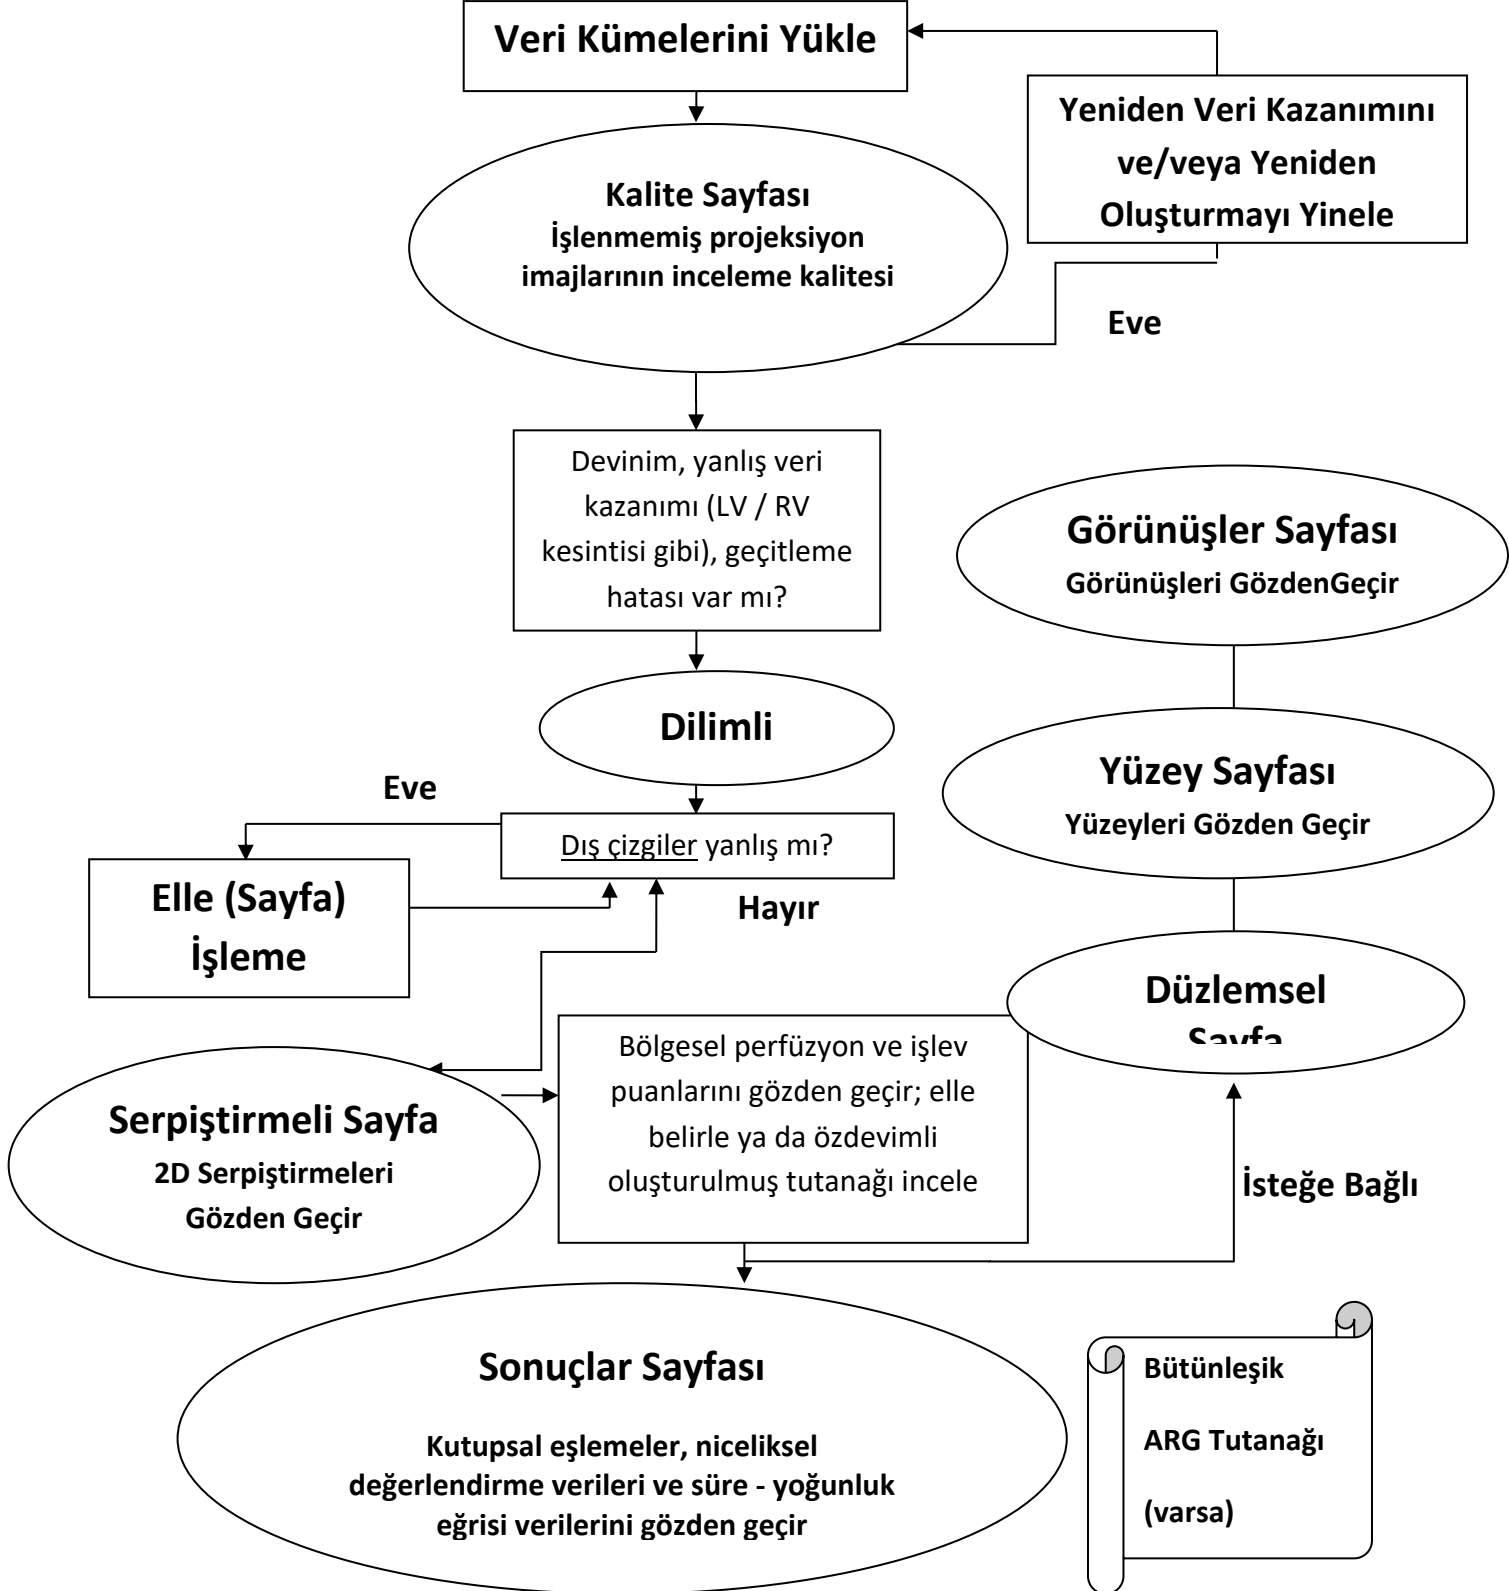 Veri Kümelerini Yükle
Yeniden Veri Kazanımını
ve/veya Yeniden
Oluşturmayı Yinele
Kalite Sayfası
İşlenmemiş projeksiyon
imajlarının inceleme kalitesi
Eve
Devinim, yanlış veri
kazanımı (LV / RV
kesintisi gibi), geçitleme
hatası var mı?
Görünüşler Sayfası
Görünüşleri GözdenGeçir
Dilimli
Yüzey Sayfası
Yüzeyleri Gözden Geçir
Eve
Dış çizgiler yanlış mı?
Elle (Sayfa)
İşleme
Hayır
Düzlemsel
Sayfa
Bölgesel perfüzyon ve işlev
puanlarını gözden geçir; elle
belirle ya da özdevimli
oluşturulmuş tutanağı incele
Serpiştirmeli Sayfa
2D Serpiştirmeleri
Gözden Geçir
İsteğe Bağlı
Sonuçlar Sayfası
Kutupsal eşlemeler, niceliksel
değerlendirme verileri ve süre - yoğunluk
eğrisi verilerini gözden geçir
Bütünleşik
ARG Tutanağı
(varsa)